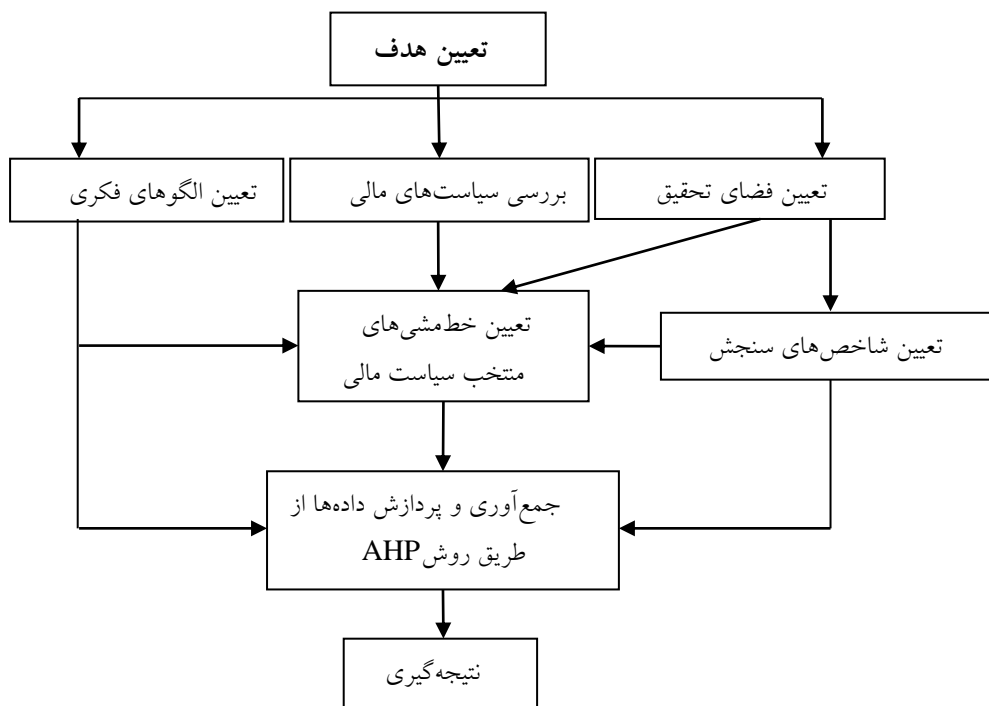 تعیین هدف
تعیین فضای تحقیق
بررسی سیاست‌های مالی
تعیین الگوهای فکری
تعیین خط‌مشی‌های
منتخب سیاست مالی
تعیین شاخص‌های سنجش
جمع‌آوری و پردازش داده‌ها از
طریق روش AHP
نتیجه‌گیری